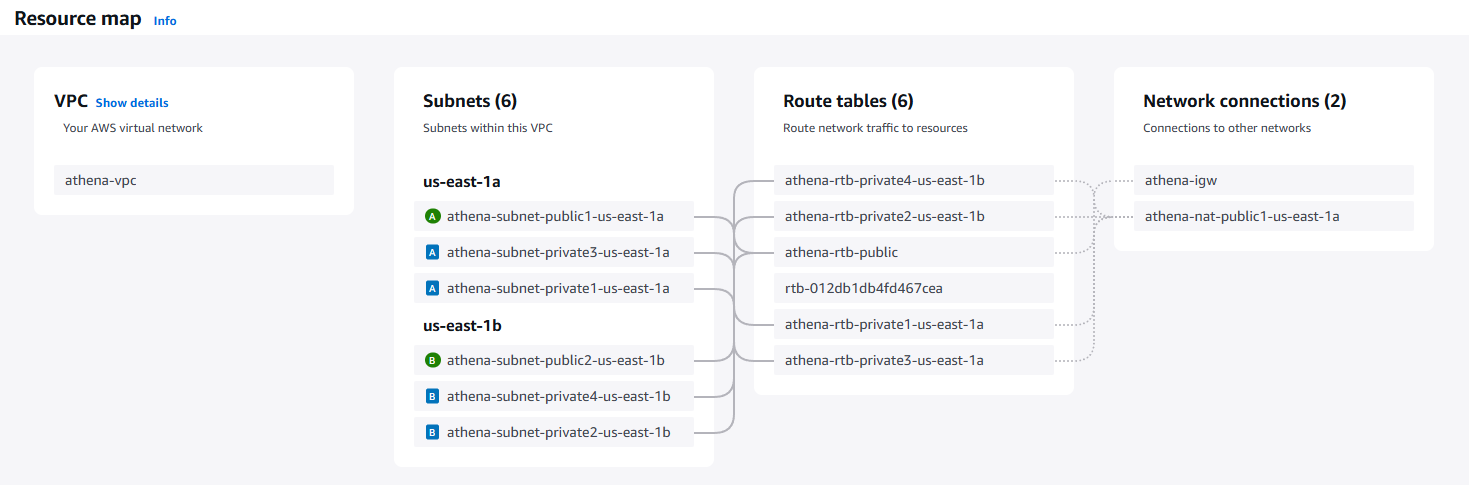 Resource map Info
VPC Show details
Your AWS virtual network
athena-vpc
Subnets (6)
Subnets within this VPC
us-east-1a
A athena-subnet-public1-us-east-1a
A athena-subnet-private3-us-east-1a
A athena-subnet-private1-us-east-1a
us-east-1b
B athena-subnet-public2-us-east-1b
B athena-subnet-private4-us-east-1b
B athena-subnet-private2-us-east-1b
Route tables (6)
Route network traffic to resources
athena-rtb-private4-us-east-1b
athena-rtb-private2-us-east-1b
athena-rtb-public
rtb-012db1db4fd467cea
athena-rtb-private1-us-east-1a
athena-rtb-private3-us-east-1a
Network connections (2)
Connections to other networks
athena-igw
athena-nat-public1-us-east-1a